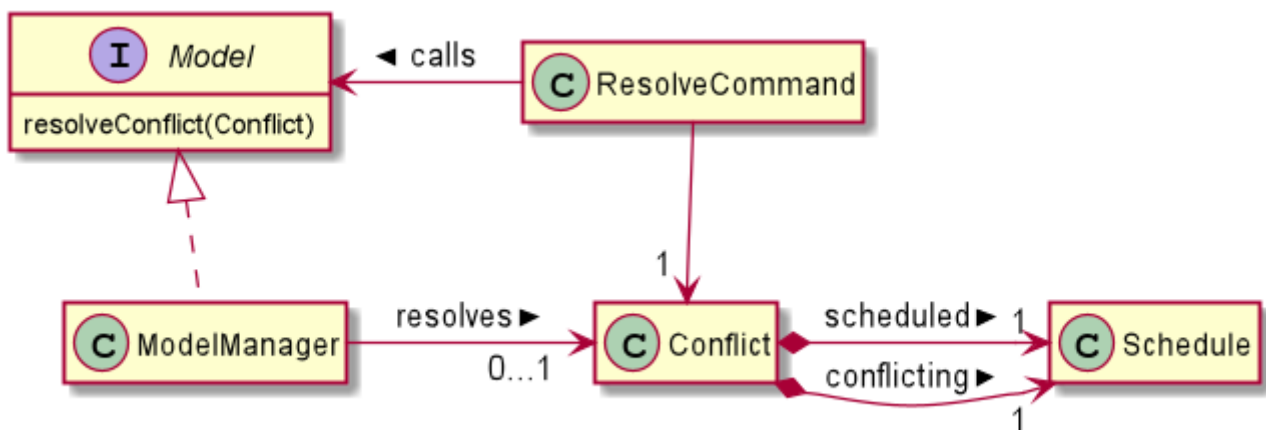 I Model
resolveConflict(Conflict)
◄ calls
C ResolveCommand
1
C ModelManager
resolves►
0...1
C Conflict
scheduled►
1
conflicting►
1
C Schedule